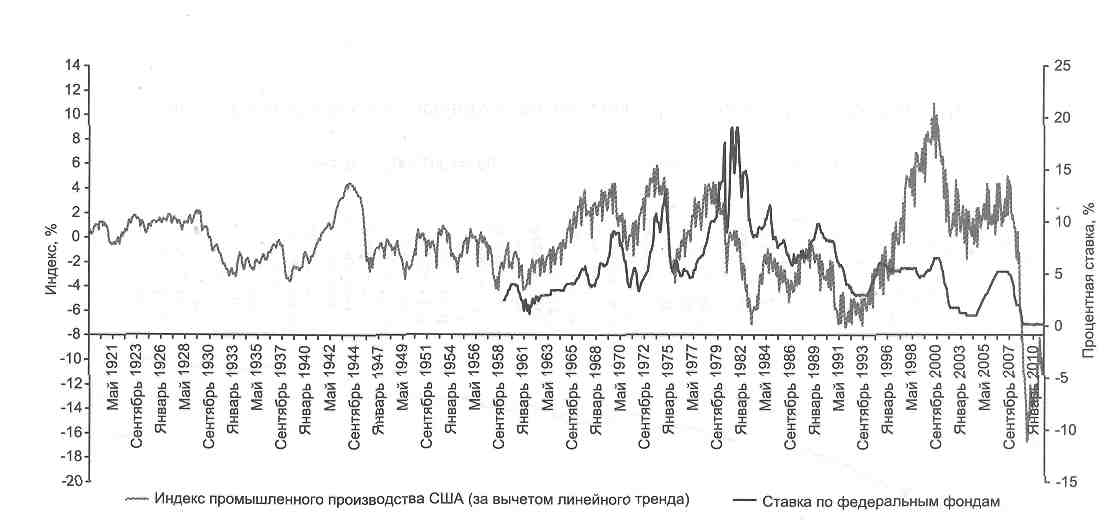 14
12
10
8
6
4
2
0
-2
-4
-6
-8
-10
-12
-14
-16
-18
-20
Индекс, %
25
20
15
10
5
0
-5
-10
-15
Процентная ставка, %
Май 1921
Сентябрь 1923
Январь 1926
Май 1928
Сентябрь 1930
Январь 1933
Май 1935
Сентябрь 1937
Январь 1940
Май 1942
Сентябрь 1944
Январь 1947
Май 1949
Сентябрь 1951
Январь 1954
Май 1956
Сентябрь 1958
Январь 1961
Май 1963
Сентябрь 1965
Январь 1968
Май 1970
Сентябрь 1972
Январь 1975
Май 1977
Сентябрь 1979
Январь 1982
Май 1984
Сентябрь 1986
Январь 1989
Май 1991
Сентябрь 1993
Январь 1996
Май 1998
Сентябрь 2000
Январь 2003
Май 2005
Сентябрь 2007
Январь 2010
Индекс промышленного производства США (за вычетом линейного тренда)
Ставка по федеральным фондам